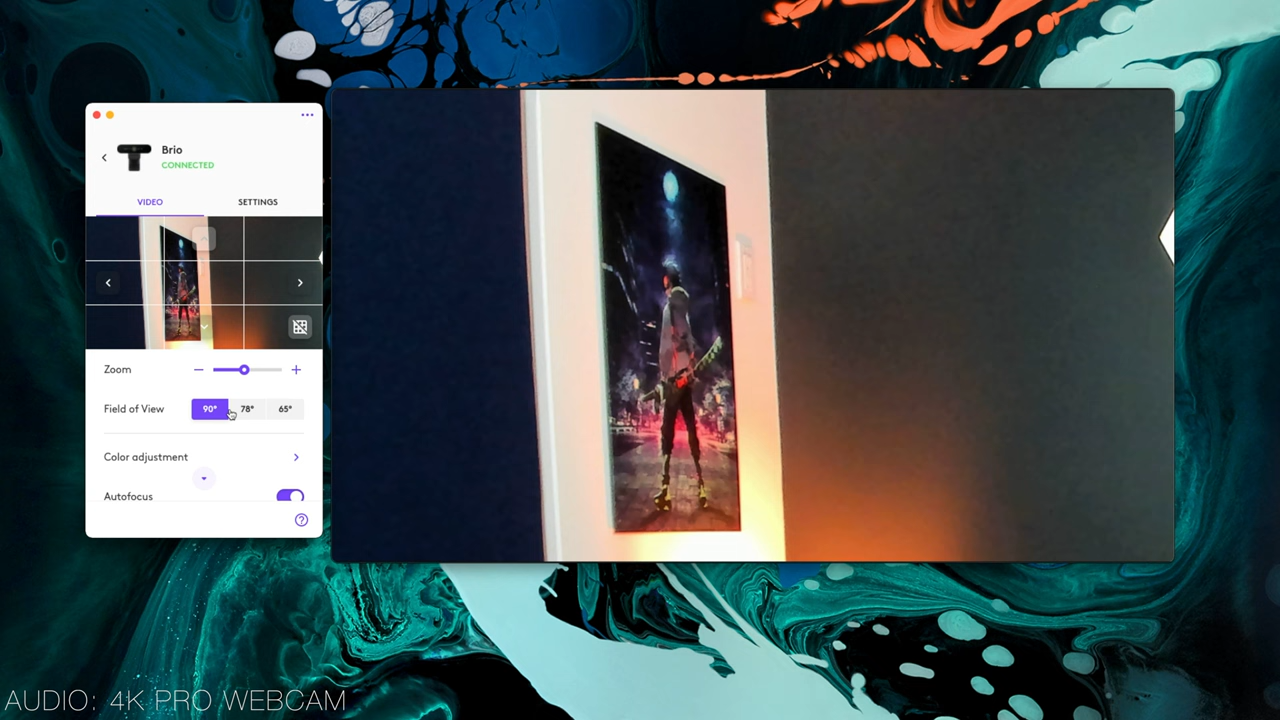 Brio
CONNECTED
VIDEO
SETTINGS
Zoom
Field of View
90°
78°
65°
Color adjustment
Autofocus
AUDIO: 4K PRO WEBCAM